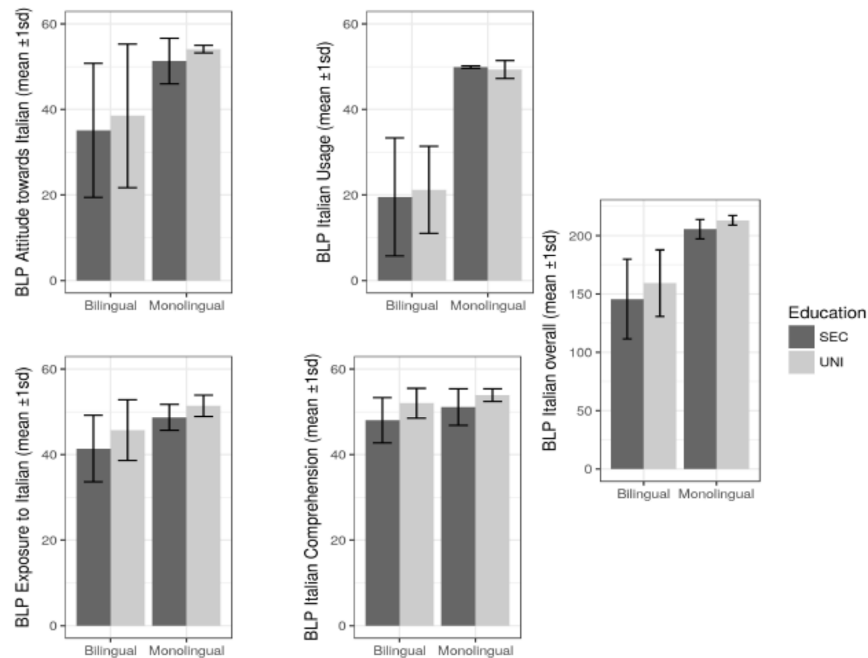 BLP Attitude towards Italian (mean ±1sd)
60
40
20
0
Bilingual Monolingual
BLP Italian Usage (mean ±1sd)
60
40
20
0
Bilingual Monolingual
BLP Exposure to Italian (mean ±1sd)
60
40
20
0
Bilingual Monolingual
BLP Italian Comprehension (mean ±1sd)
60
40
20
0
Bilingual Monolingual
BLP Italian overall (mean ±1sd)
200
150
100
50
0
Bilingual Monolingual
Education
SEC
UNI